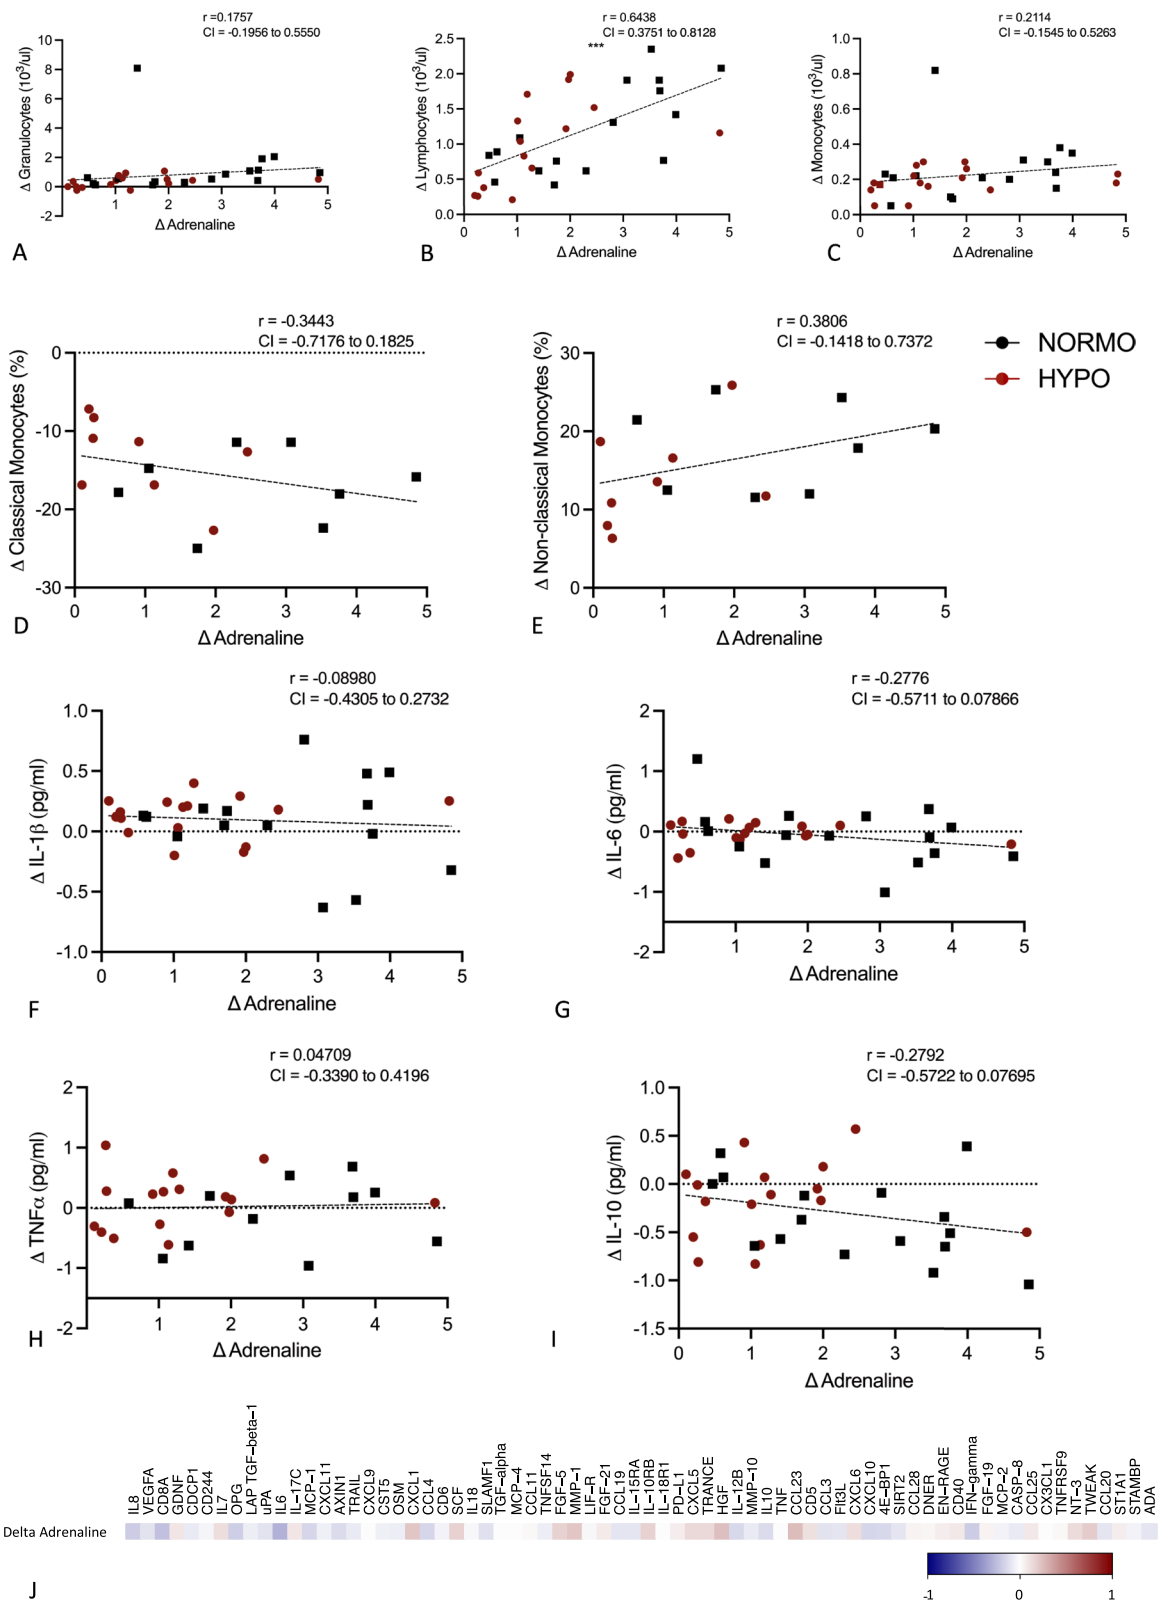 r =0.1757
CI = -0.1956 to 0.5550
Δ Granulocytes (10³/ul)
10
8
6
4
2
0
-2
1 2 3 4 5
Δ Adrenaline
A
r = 0.6438
CI = 0.3751 to 0.8128
***
Δ Lymphocytes (10³/ul)
2.5
2.0
1.5
1.0
0.5
0.0
0 1 2 3 4 5
Δ Adrenaline
B
r = 0.2114
CI = -0.1545 to 0.5263
Δ Monocytes (10³/ul)
1.0
0.8
0.6
0.4
0.2
0.0
0 1 2 3 4 5
Δ Adrenaline
C
r = -0.3443
CI = -0.7176 to 0.1825
Δ Classical Monocytes (%)
0
-10
-20
-30
0 1 2 3 4 5
Δ Adrenaline
D
r = 0.3806
CI = -0.1418 to 0.7372
Δ Non-classical Monocytes (%)
30
20
10
0
0 1 2 3 4 5
Δ Adrenaline
E
NORMO
HYPO
r = -0.08980
CI = -0.4305 to 0.2732
Δ IL-1β (pg/ml)
1.0
0.5
0.0
-0.5
-1.0
0 1 2 3 4 5
Δ Adrenaline
F
r = -0.2776
CI = -0.5711 to 0.07866
Δ IL-6 (pg/ml)
2
1
0
-1
-2
1 2 3 4 5
Δ Adrenaline
G
r = 0.04709
CI = -0.3390 to 0.4196
Δ TNFα (pg/ml)
2
1
0
-1
-2
1 2 3 4 5
Δ Adrenaline
H
r = -0.2792
CI = -0.5722 to 0.07695
Δ IL-10 (pg/ml)
1.0
0.5
0.0
-0.5
-1.0
-1.5
0 1 2 3 4 5
Δ Adrenaline
I
IL8
VEGFA
CD8A
GDNF
CDCP1
CD244
IL7
OPG
LAP TGF−beta−1
uPA
IL6
IL−17C
MCP−1
CXCL11
AXIN1
TRAIL
CXCL9
CST5
OSM
CXCL1
CCL4
CD6
SCF
IL18
SLAMF1
TGF−alpha
MCP−4
CCL11
TNFSF14
FGF−5
MMP−1
LIF−R
FGF−21
CCL19
IL−15RA
IL−10RB
IL−18R1
PD−L1
CXCL5
TRANCE
HGF
IL−12B
MMP−10
IL10
TNF
CCL23
CD5
CCL3
Flt3L
CXCL6
CXCL10
4E−BP1
SIRT2
CCL28
DNER
EN−RAGE
CD40
IFN−gamma
FGF−19
MCP−2
CASP−8
CCL25
CX3CL1
TNFRSF9
NT−3
TWEAK
CCL20
ST1A1
STAMBP
ADA
Delta Adrenaline
-1 0 1
J